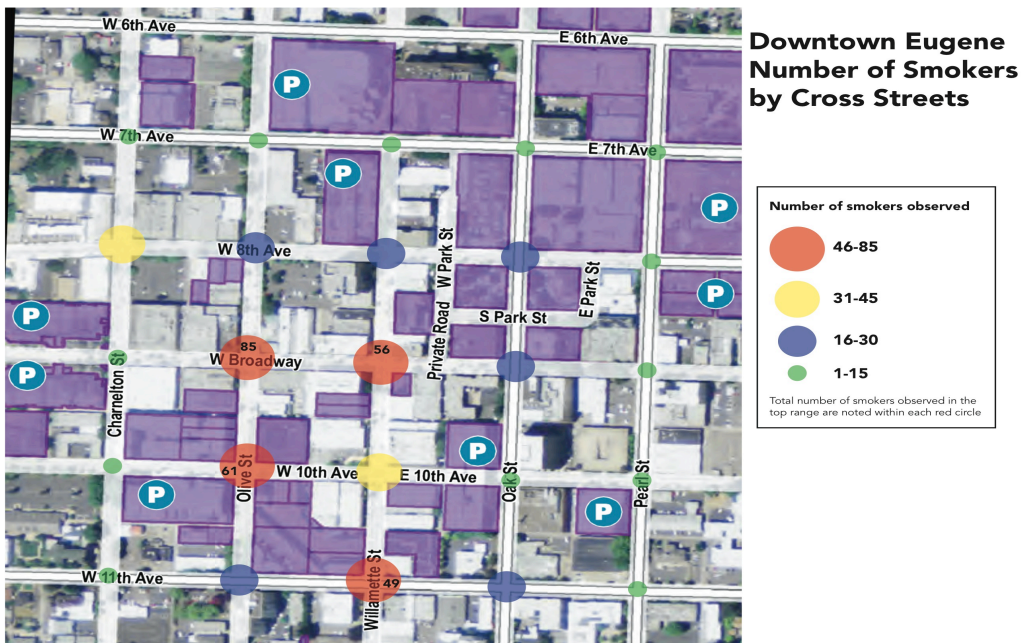 Downtown Eugene
Number of Smokers
by Cross Streets
W 6th Ave
E 6th Ave
P
W 7th Ave
E 7th Ave
P
P
W 8th Ave
W Park St
E Park St
P
P
S Park St
Private Road
85
56
W Broadway
P
Charnelton St
P
61
W 10th Ave
E 10th Ave
Olive St
Oak St
Pearl St
P
P
W 11th Ave
Willamette St
49
Number of smokers observed
46-85
31-45
16-30
1-15
Total number of smokers observed in the
top range are noted within each red circle